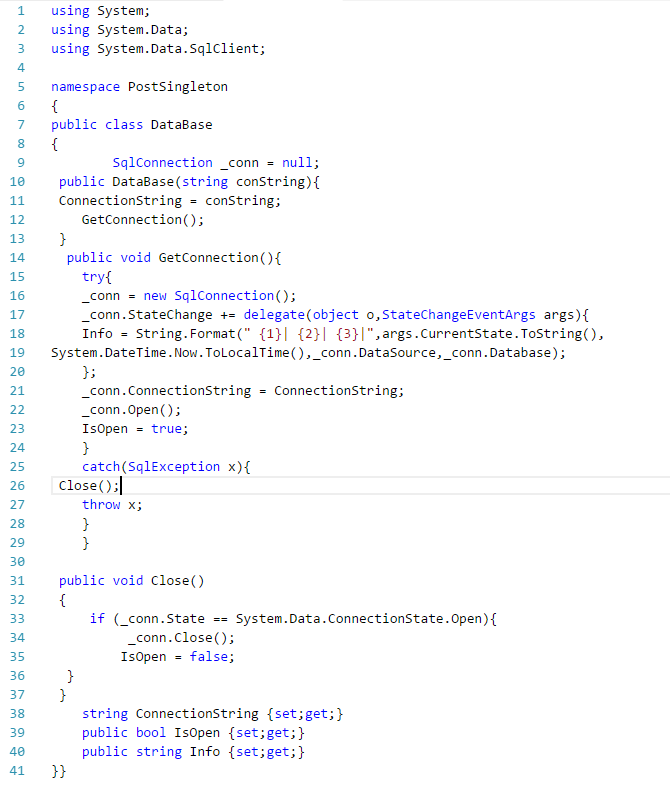 1 using System;
2 using System.Data;
3 using System.Data.SqlClient;
4
5 namespace PostSingleton
6 {
7 public class DataBase
8 {
9         SqlConnection _conn = null;
10  public DataBase(string conString){
11 ConnectionString = conString;
12     GetConnection();
13  }
14   public void GetConnection(){
15     try{
16     _conn = new SqlConnection();
17     _conn.StateChange += delegate(object o,StateChangeEventArgs args){
18     Info = String.Format(" {1}| {2}| {3}|",args.CurrentState.ToString(),
19 System.DateTime.Now.ToLocalTime(),_conn.DataSource,_conn.Database);
20     };
21     _conn.ConnectionString = ConnectionString;
22     _conn.Open();
23     IsOpen = true;
24     }
25     catch(SqlException x){
26  Close();
27     throw x;
28     }
29     }
30
31  public void Close()
32  {
33      if (_conn.State == System.Data.ConnectionState.Open){
34           _conn.Close();
35          IsOpen = false;
36   }
37  }
38     string ConnectionString {set;get;}
39     public bool IsOpen {set;get;}
40     public string Info {set;get;}
41 }}